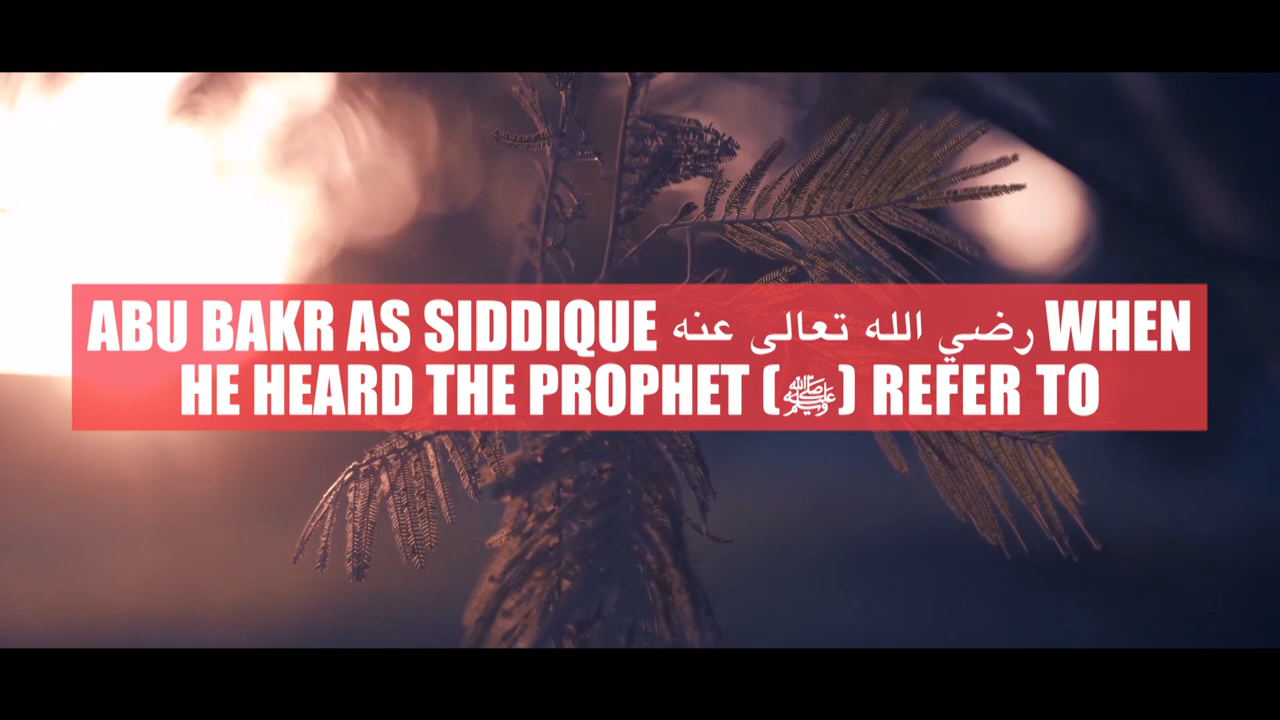 ABU BAKR AS SIDDIQUE رضي الله تعالى عنه WHEN
HE HEARD THE PROPHET (ﷺ) REFER TO